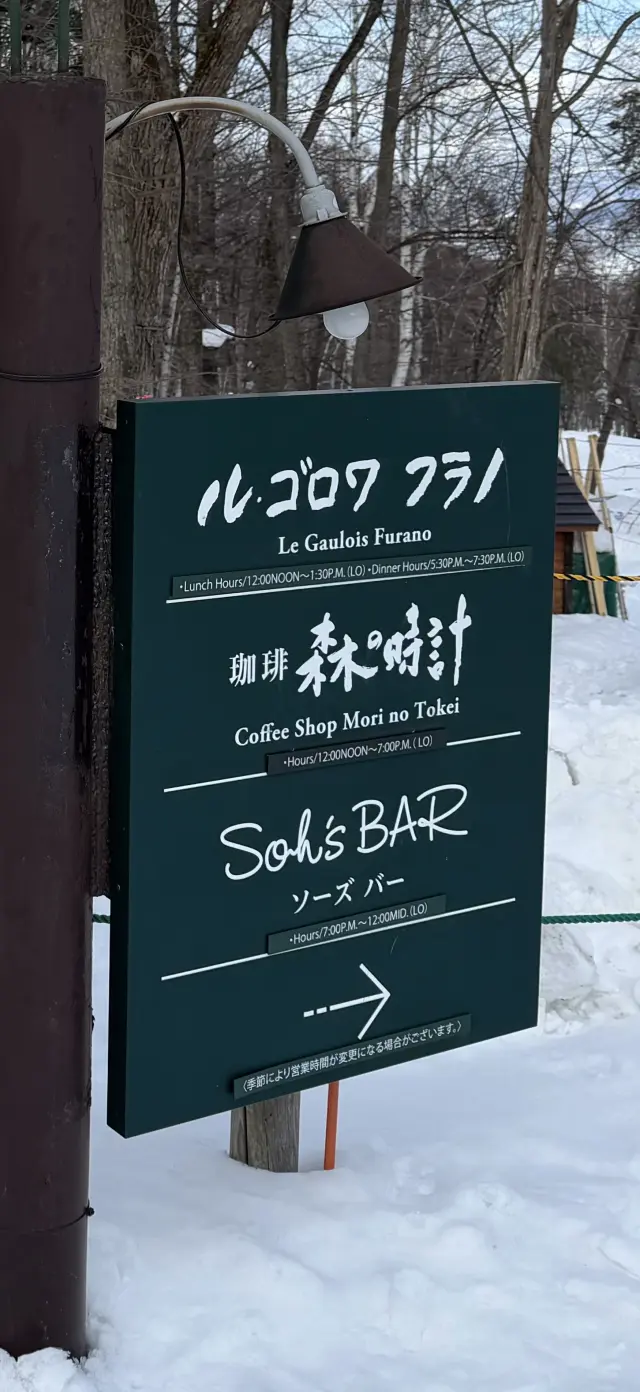 ル・ゴロワ フラノ
Le Gaulois Furano
・Lunch Hours/12:00NOON～1:30P.M.(LO)・Dinner Hours/5:30P.M.～7:30P.M.(LO)
珈琲 森の時計
Coffee Shop Mori no Tokei
・Hours/12:00NOON～7:00P.M.(LO)
Soh's BAR
ソーズ バー
・Hours/7:00P.M.～12:00MID.(LO)
〈季節により営業時間が変更になる場合がございます。〉